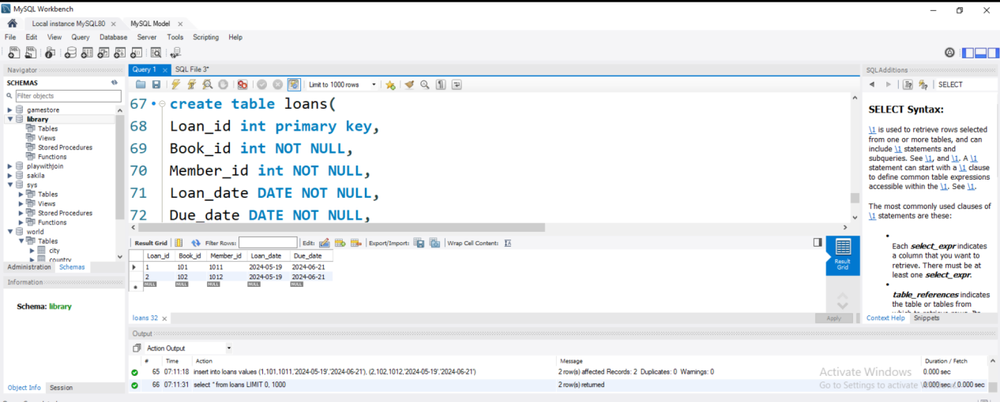 MySQL Workbench
Local instance MySQL80
MySQL Model
File Edit View Query Database Server Tools Scripting Help
Navigator
SCHEMAS
Filter objects
gamestore
library
Tables
Views
Stored Procedures
Functions
playwithjoin
sakila
sys
Tables
Views
Stored Procedures
Functions
world
Tables
city
country
Administration Schemas
Information
Schema: library
Object Info Session
Query 1
SQL File 3*
Limit to 1000 rows
67 create table loans(
68 Loan_id int primary key,
69 Book_id int NOT NULL,
70 Member_id int NOT NULL,
71 Loan_date DATE NOT NULL,
72 Due_date DATE NOT NULL,
Result Grid Filter Rows: Edit: Export/Import: Wrap Cell Content:
Loan_id Book_id Member_id Loan_date Due_date
1 101 1011 2024-05-19 2024-06-21
2 102 1012 2024-05-19 2024-06-21
NULL NULL NULL NULL NULL
Result
Grid
loans 32
Apply
Output
Action Output
# Time Action Message Duration / Fetch
65 07:11:18 insert into loans values (1,101,1011,'2024-05-19','2024-06-21'), (2,102,1012,'2024-05-19','2024-06-21') 2 row(s) affected Records: 2 Duplicates: 0 Warnings: 0 0.000 sec
66 07:11:31 select * from loans LIMIT 0, 1000 2 row(s) returned 0.000 sec / 0.000 sec
SQLAdditions
SELECT
SELECT Syntax:
\1 is used to retrieve rows selected
from one or more tables, and can
include \1 statements and
subqueries. See \1, and \1. A \1
statement can start with a \1 clause
to define common table expressions
accessible within the \1. See \1.
The most commonly used clauses of
\1 statements are these:
•
Each select_expr indicates
a column that you want to
retrieve. There must be at
least one select_expr.
•
table_references indicates
the table or tables from
Context Help Snippets
Activate Windows
Go to Settings to activate